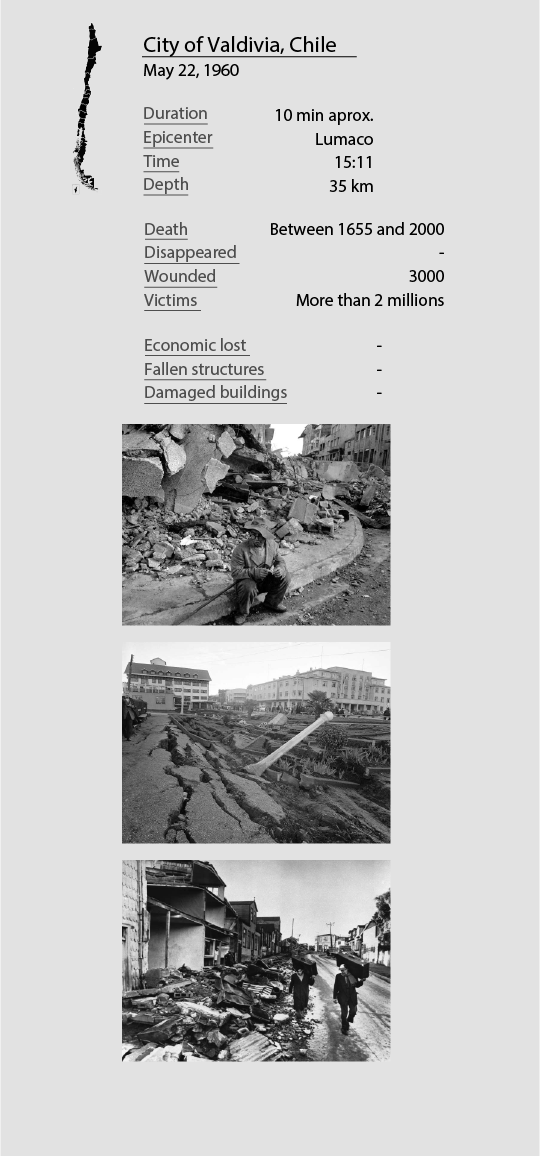 City of Valdivia, Chile
May 22, 1960
Duration 10 min aprox.
Epicenter Lumaco
Time 15:11
Depth 35 km
Death Between 1655 and 2000
Disappeared -
Wounded 3000
Victims More than 2 millions
Economic lost -
Fallen structures -
Damaged buildings -